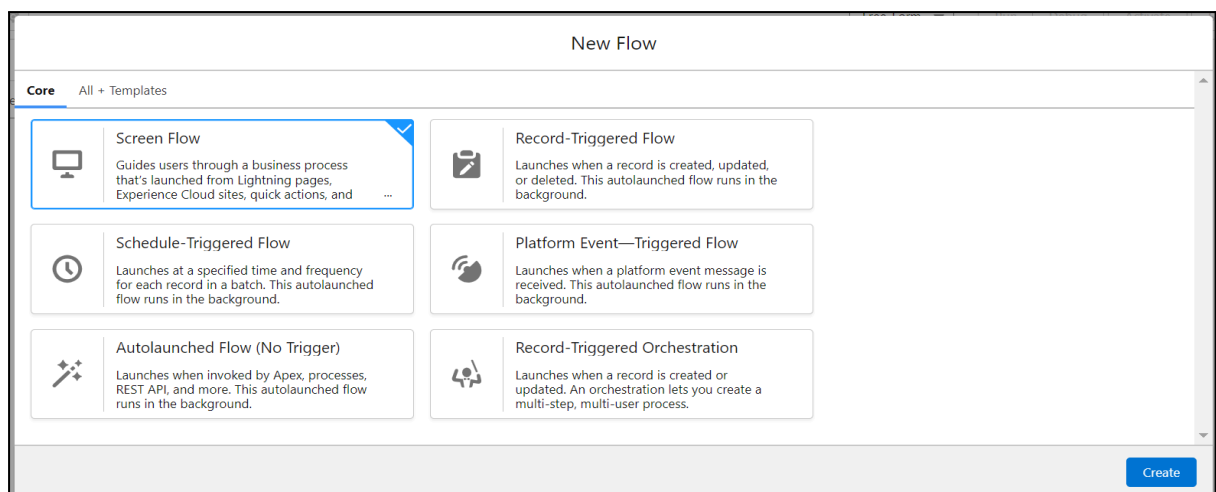 New Flow
Core All + Templates
Screen Flow
Guides users through a business process
that's launched from Lightning pages,
Experience Cloud sites, quick actions, and ...
Record-Triggered Flow
Launches when a record is created, updated,
or deleted. This autolaunched flow runs in the
background.
Schedule-Triggered Flow
Launches at a specified time and frequency
for each record in a batch. This autolaunched
flow runs in the background.
Platform Event—Triggered Flow
Launches when a platform event message is
received. This autolaunched flow runs in the
background.
Autolaunched Flow (No Trigger)
Launches when invoked by Apex, processes,
REST API, and more. This autolaunched flow
runs in the background.
Record-Triggered Orchestration
Launches when a record is created or
updated. An orchestration lets you create a
multi-step, multi-user process.
Create